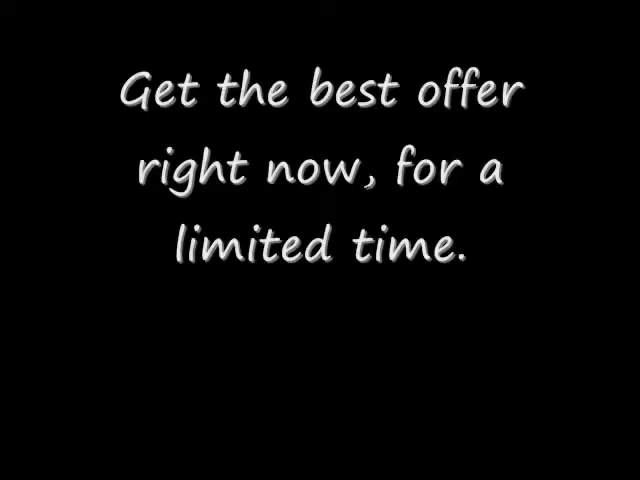 Get the best offer
right now, for a
limited time.